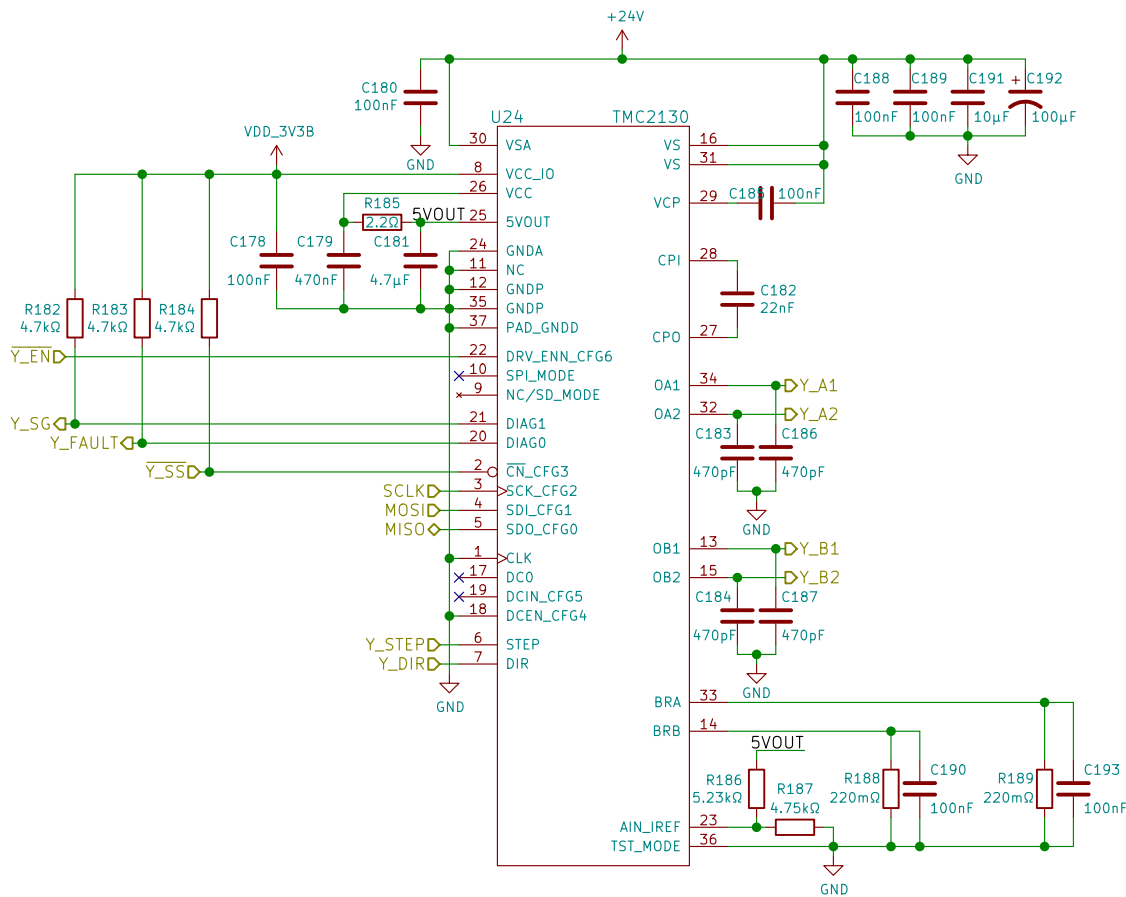 +24V
C180
100nF
GND
C188
100nF
C189
100nF
C191
10µF
+
C192
100µF
GND
VDD_3V3B
U24
TMC2130
30
VSA
8
VCC_IO
26
VCC
25
5VOUT
24
GNDA
11
NC
12
GNDP
35
GNDP
37
PAD_GNDD
22
DRV_ENN_CFG6
10
SPI_MODE
9
NC/SD_MODE
21
DIAG1
20
DIAG0
2
CN_CFG3
3
SCK_CFG2
4
SDI_CFG1
5
SDO_CFG0
1
CLK
17
DCO
19
DCIN_CFG5
18
DCEN_CFG4
6
STEP
7
DIR
GND
R185
2.2Ω
5VOUT
C178
100nF
C179
470nF
C181
4.7µF
R182
4.7kΩ
R183
4.7kΩ
R184
4.7kΩ
Y_EN
Y_SG
Y_FAULT
Y_SS
SCLK
MOSI
MISO
Y_STEP
Y_DIR
VS
16
VS
31
VCP
29
C185
100nF
CPI
28
C182
22nF
CPO
27
OA1
34
Y_A1
OA2
32
Y_A2
C183
470pF
C186
470pF
GND
OB1
13
Y_B1
OB2
15
Y_B2
C184
470pF
C187
470pF
GND
BRA
33
BRB
14
5VOUT
R186
5.23kΩ
R187
4.75kΩ
R188
220mΩ
C190
100nF
R189
220mΩ
C193
100nF
AIN_IREF
23
TST_MODE
36
GND